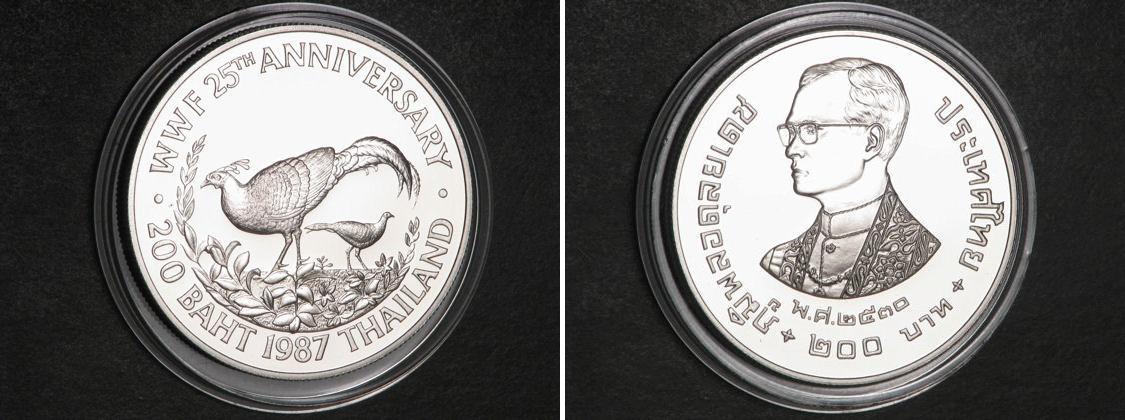 WWF 25TH ANNIVERSARY
200 BAHT 1987 THAILAND
ภูมิพลอดุลยเดช
ประเทศไทย
พ.ศ.๒๕๓๐
๒๐๐ บาท